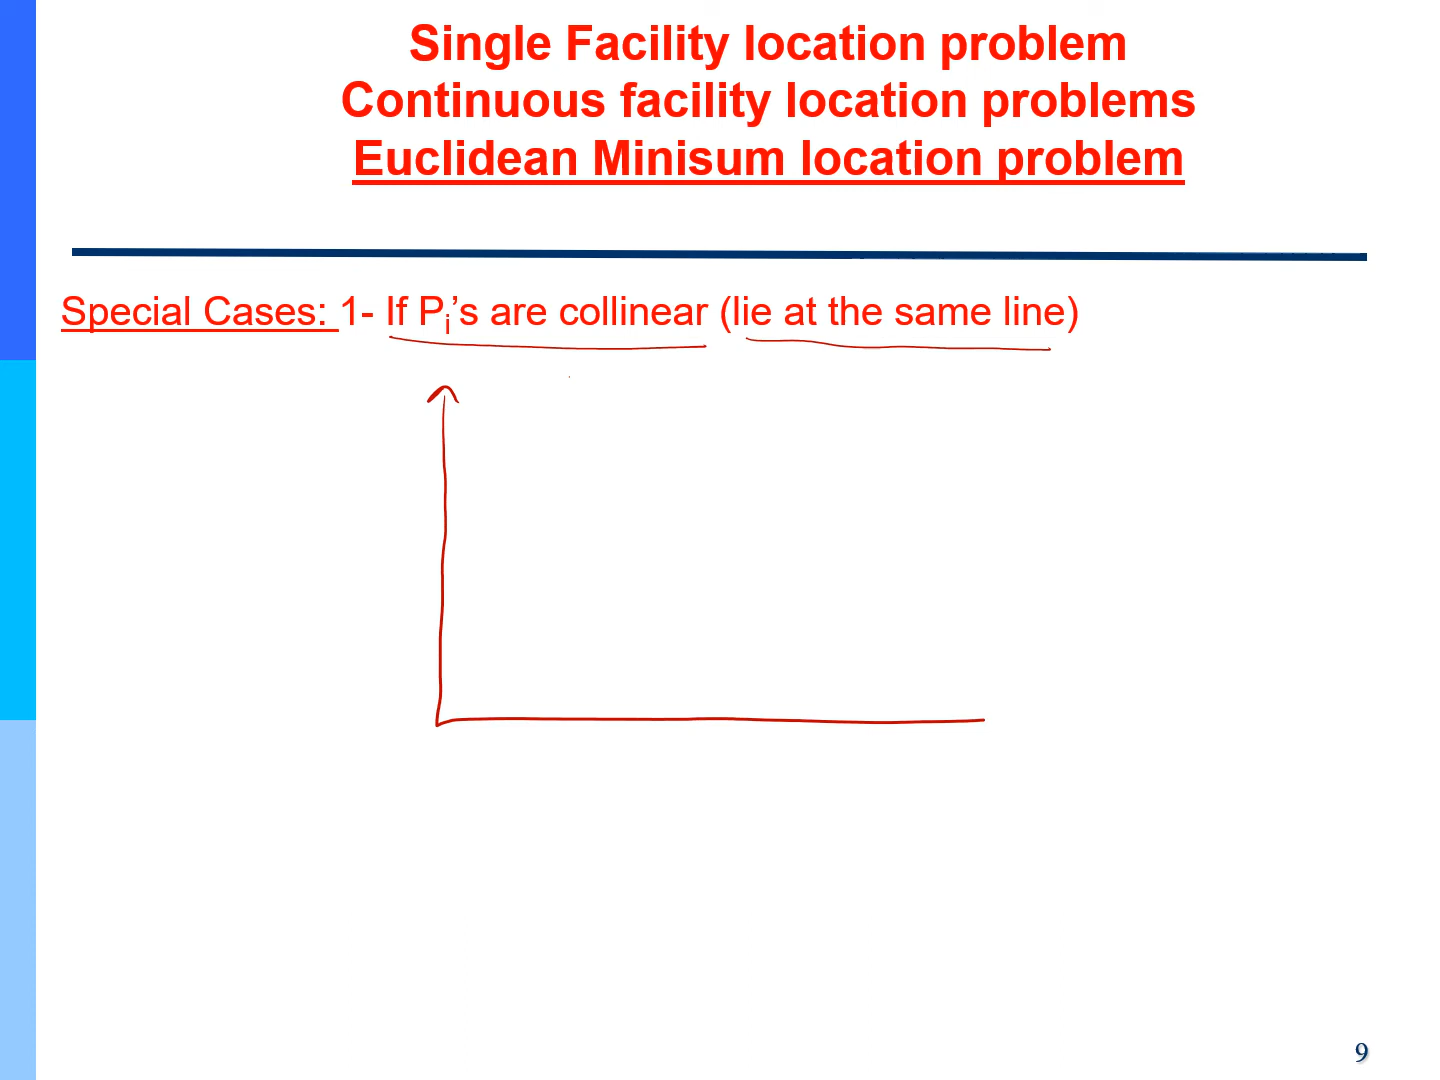 Single Facility location problem
Continuous facility location problems
Euclidean Minisum location problem
Special Cases: 1- If Pi’s are collinear (lie at the same line)
9